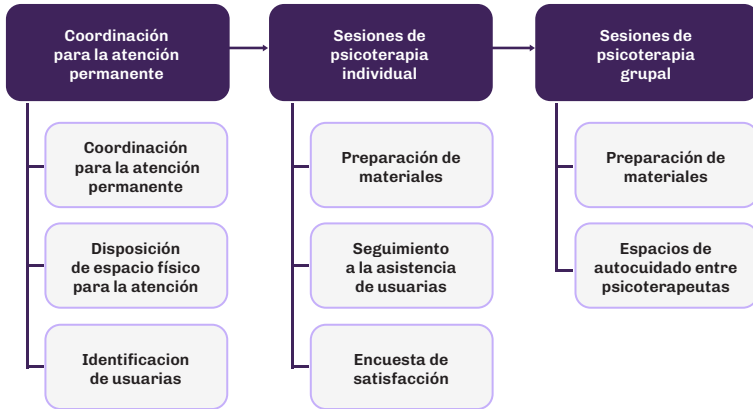 Coordinación
para la atención
permanente
Sesiones de
psicoterapia
individual
Sesiones de
psicoterapia
grupal
Coordinación
para la atención
permanente
Disposición
de espacio físico
para la atención
Identificacion
de usuarias
Preparación de
materiales
Seguimiento
a la asistencia
de usuarias
Encuesta de
satisfacción
Preparación de
materiales
Espacios de
autocuidado entre
psicoterapeutas